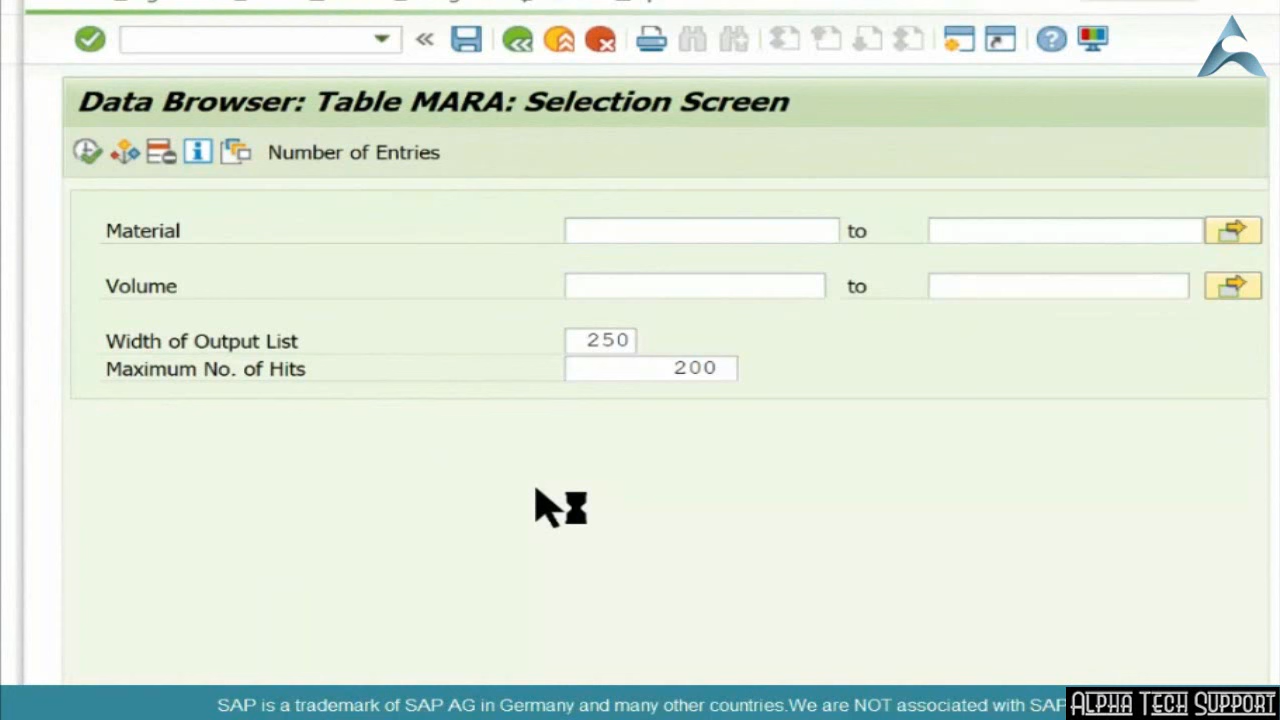 Data Browser: Table MARA: Selection Screen
Number of Entries
Material to
Volume to
Width of Output List 250
Maximum No. of Hits 200
SAP is a trademark of SAP AG in Germany and many other countries.We are NOT associated with SAP
ALPHA TECH SUPPORT